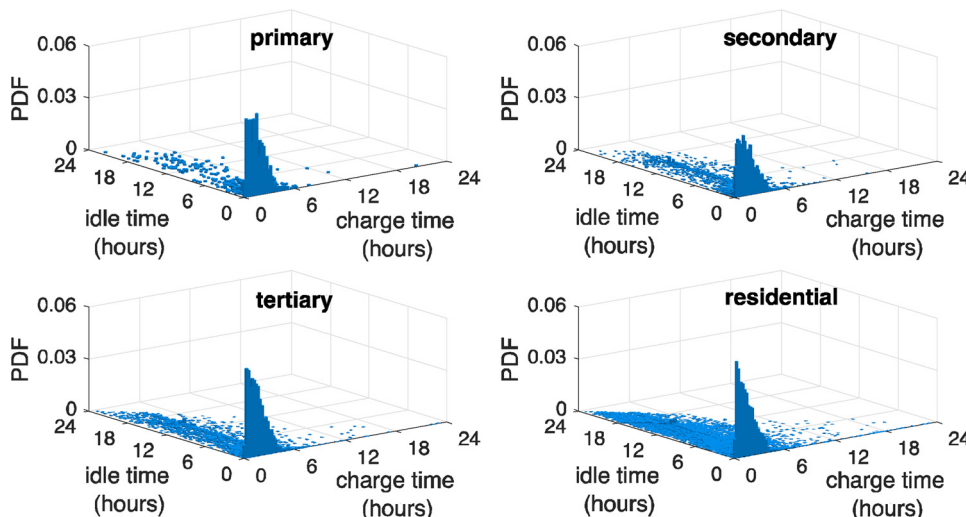 primary
0.06
0.03
0
PDF
24
18
12
6
0
idle time
(hours)
0
6
12
18
24
charge time
(hours)
secondary
0.06
0.03
0
PDF
24
18
12
6
0
idle time
(hours)
0
6
12
18
24
charge time
(hours)
tertiary
0.06
0.03
0
PDF
24
18
12
6
0
idle time
(hours)
0
6
12
18
24
charge time
(hours)
residential
0.06
0.03
0
PDF
24
18
12
6
0
idle time
(hours)
0
6
12
18
24
charge time
(hours)